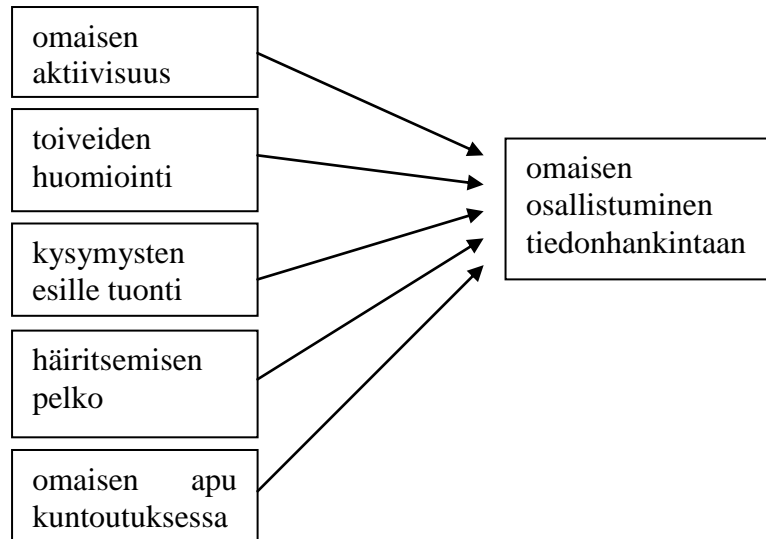 omaisen
aktiivisuus
toiveiden
huomiointi
kysymysten
esille tuonti
häiritsemisen
pelko
omaisen apu
kuntoutuksessa
omaisen
osallistuminen
tiedonhankintaan